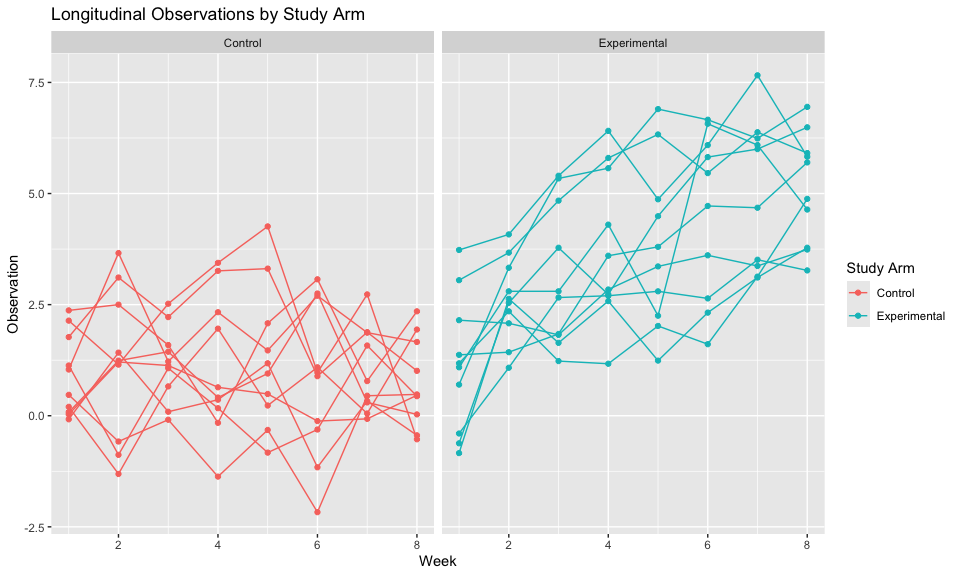 Longitudinal Observations by Study Arm
Control
Experimental
Observation
7.5
5.0
2.5
0.0
-2.5
2
4
6
8
2
4
6
8
Week
Study Arm
Control
Experimental